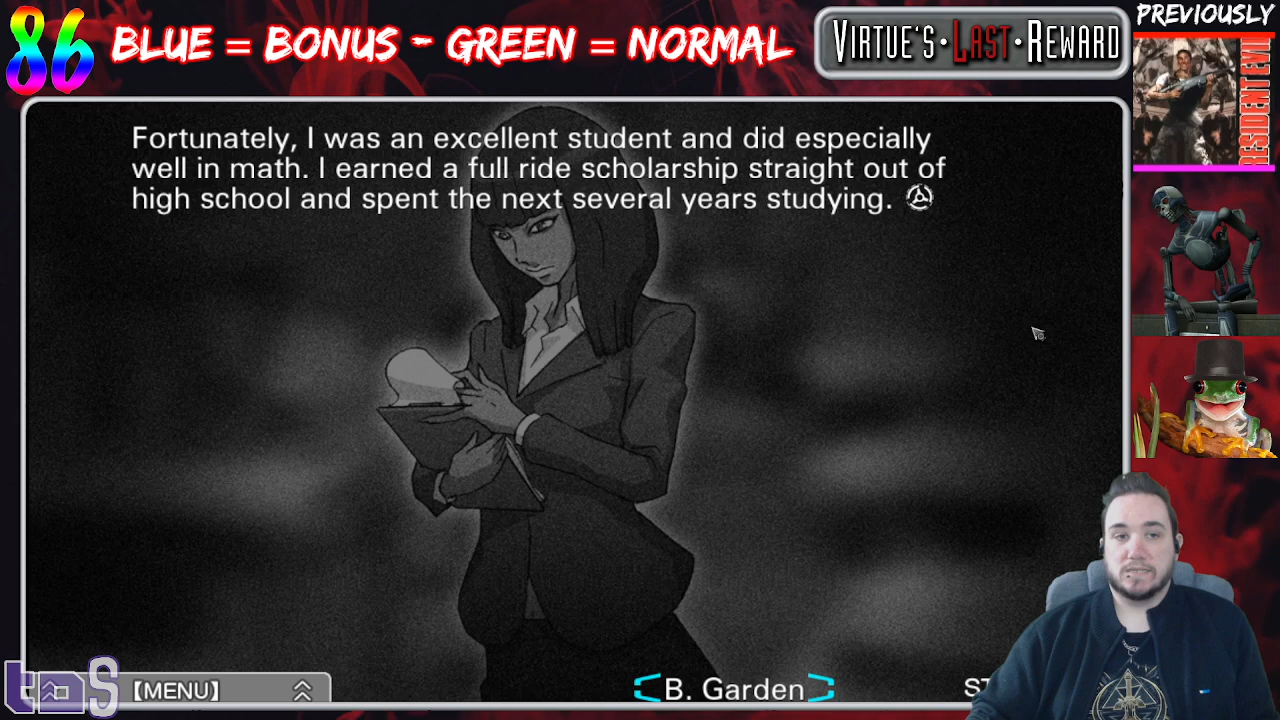 86
BLUE = BONUS - GREEN = NORMAL
VIRTUE'S·LAST·REWARD
PREVIOUSLY
RESIDENT EVIL
Fortunately, I was an excellent student and did especially
well in math. I earned a full ride scholarship straight out of
high school and spent the next several years studying.
【MENU】
B. Garden